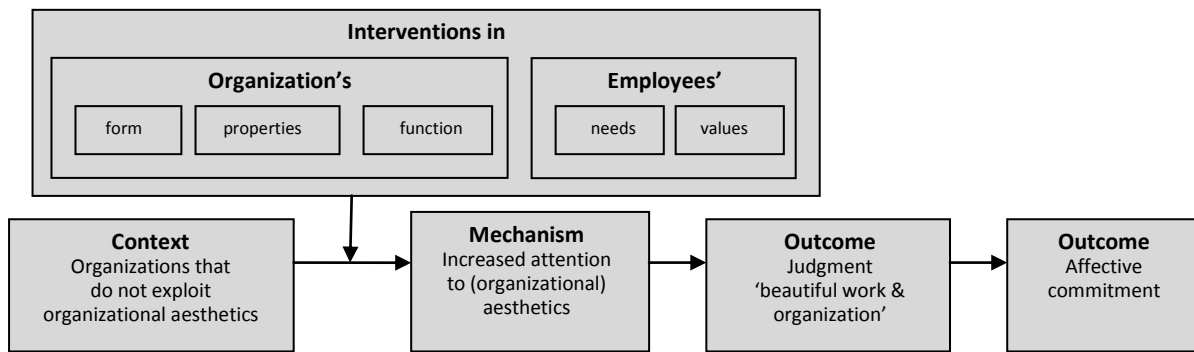 Interventions in
Organization’s
form
properties
function
Employees’
needs
values
Context
Organizations that
do not exploit
organizational aesthetics
Mechanism
Increased attention
to (organizational)
aesthetics
Outcome
Judgment
‘beautiful work &
organization’
Outcome
Affective
commitment